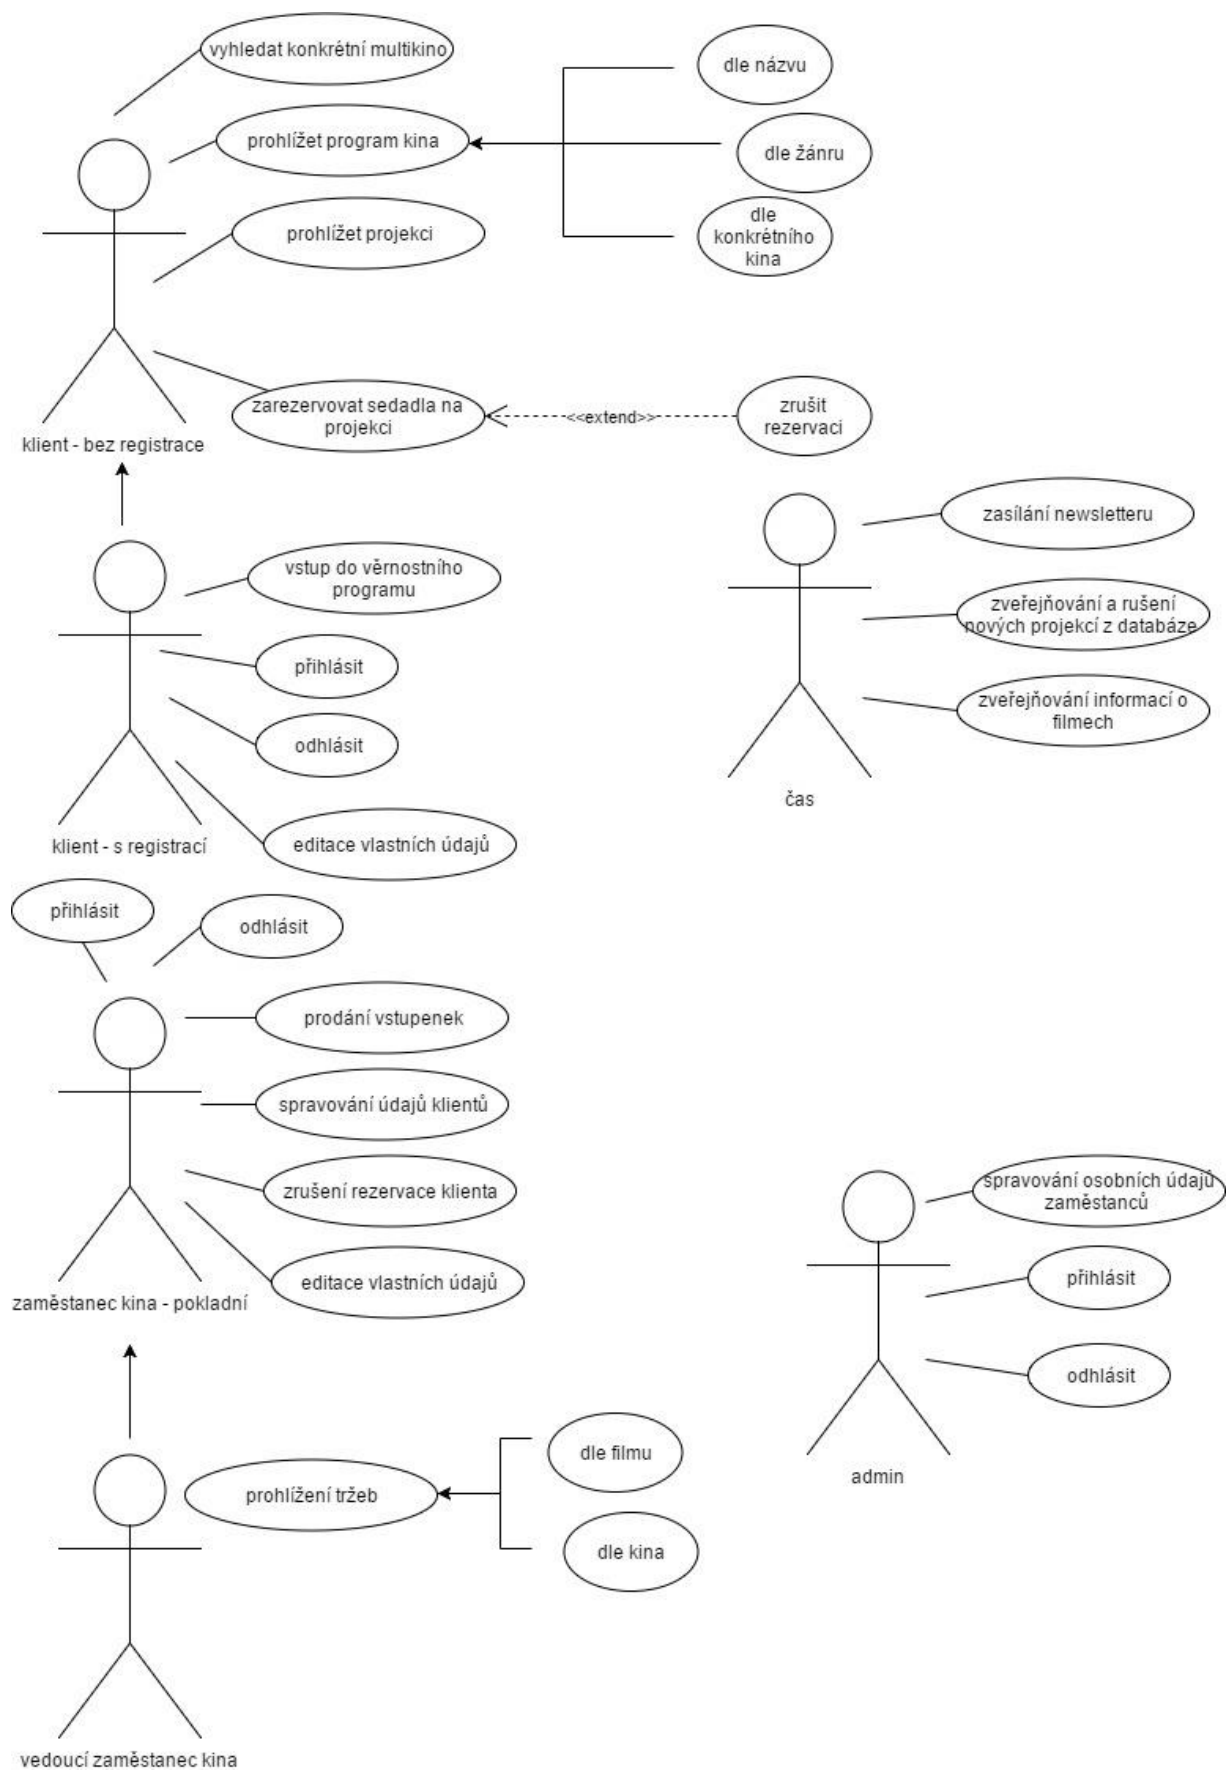 vyhledat konkrétní multikino
dle názvu
prohlížet program kina
dle žánru
prohlížet projekci
dle
konkrétního
kina
zarezervovat sedadla na
projekci
<<extend>>
zrušit
rezervaci
klient - bez registrace
zasílání newsletteru
vstup do věrnostního
programu
zveřejňování a rušení
nových projekcí z databáze
přihlásit
zveřejňování informací o
filmech
odhlásit
čas
editace vlastních údajů
klient - s registrací
přihlásit
odhlásit
prodání vstupenek
spravování údajů klientů
zrušení rezervace klienta
spravování osobních údajů
zaměstanců
editace vlastních údajů
přihlásit
zaměstanec kina - pokladní
odhlásit
dle filmu
admin
prohlížení tržeb
dle kina
vedoucí zaměstanec kina